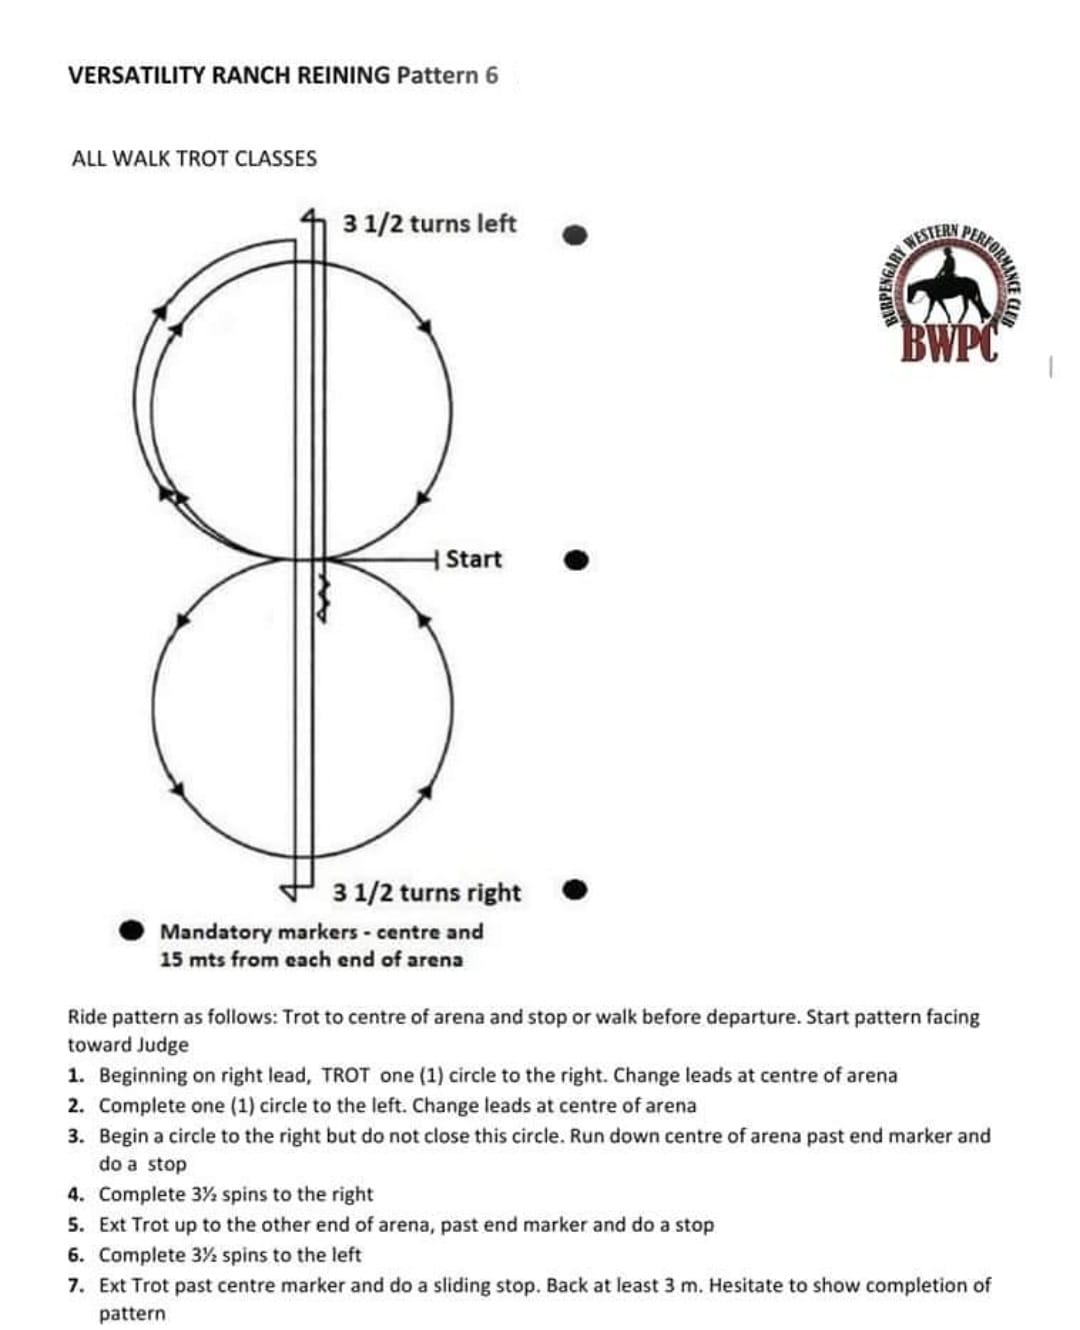 VERSATILITY RANCH REINING Pattern 6
ALL WALK TROT CLASSES
3 1/2 turns left
BURPENGARY WESTERN PERFORMANCE CLUB
BWPC
Start
3 1/2 turns right
Mandatory markers - centre and
15 mts from each end of arena
Ride pattern as follows: Trot to centre of arena and stop or walk before departure. Start pattern facing
toward Judge
1. Beginning on right lead, TROT one (1) circle to the right. Change leads at centre of arena
2. Complete one (1) circle to the left. Change leads at centre of arena
3. Begin a circle to the right but do not close this circle. Run down centre of arena past end marker and
do a stop
4. Complete 3½ spins to the right
5. Ext Trot up to the other end of arena, past end marker and do a stop
6. Complete 3½ spins to the left
7. Ext Trot past centre marker and do a sliding stop. Back at least 3 m. Hesitate to show completion of
pattern